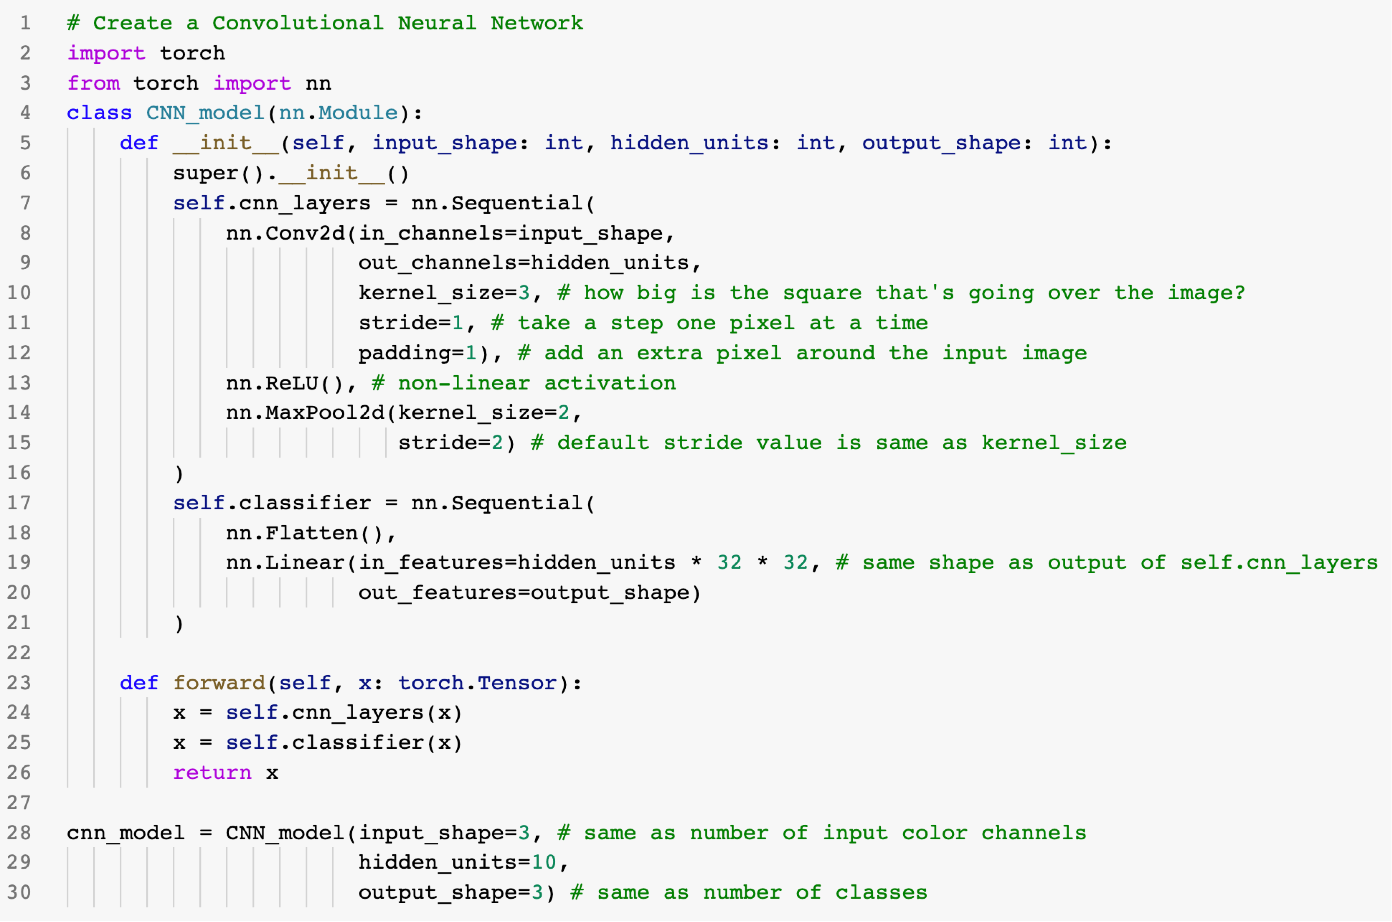 1 # Create a Convolutional Neural Network
2 import torch
3 from torch import nn
4 class CNN_model(nn.Module):
5     def __init__(self, input_shape: int, hidden_units: int, output_shape: int):
6         super().__init__()
7         self.cnn_layers = nn.Sequential(
8             nn.Conv2d(in_channels=input_shape,
9                       out_channels=hidden_units,
10                       kernel_size=3, # how big is the square that's going over the image?
11                       stride=1, # take a step one pixel at a time
12                       padding=1), # add an extra pixel around the input image
13             nn.ReLU(), # non-linear activation
14             nn.MaxPool2d(kernel_size=2,
15                          stride=2) # default stride value is same as kernel_size
16         )
17         self.classifier = nn.Sequential(
18             nn.Flatten(),
19             nn.Linear(in_features=hidden_units * 32 * 32, # same shape as output of self.cnn_layers
20                       out_features=output_shape)
21         )
22
23     def forward(self, x: torch.Tensor):
24         x = self.cnn_layers(x)
25         x = self.classifier(x)
26         return x
27
28 cnn_model = CNN_model(input_shape=3, # same as number of input color channels
29                       hidden_units=10,
30                       output_shape=3) # same as number of classes